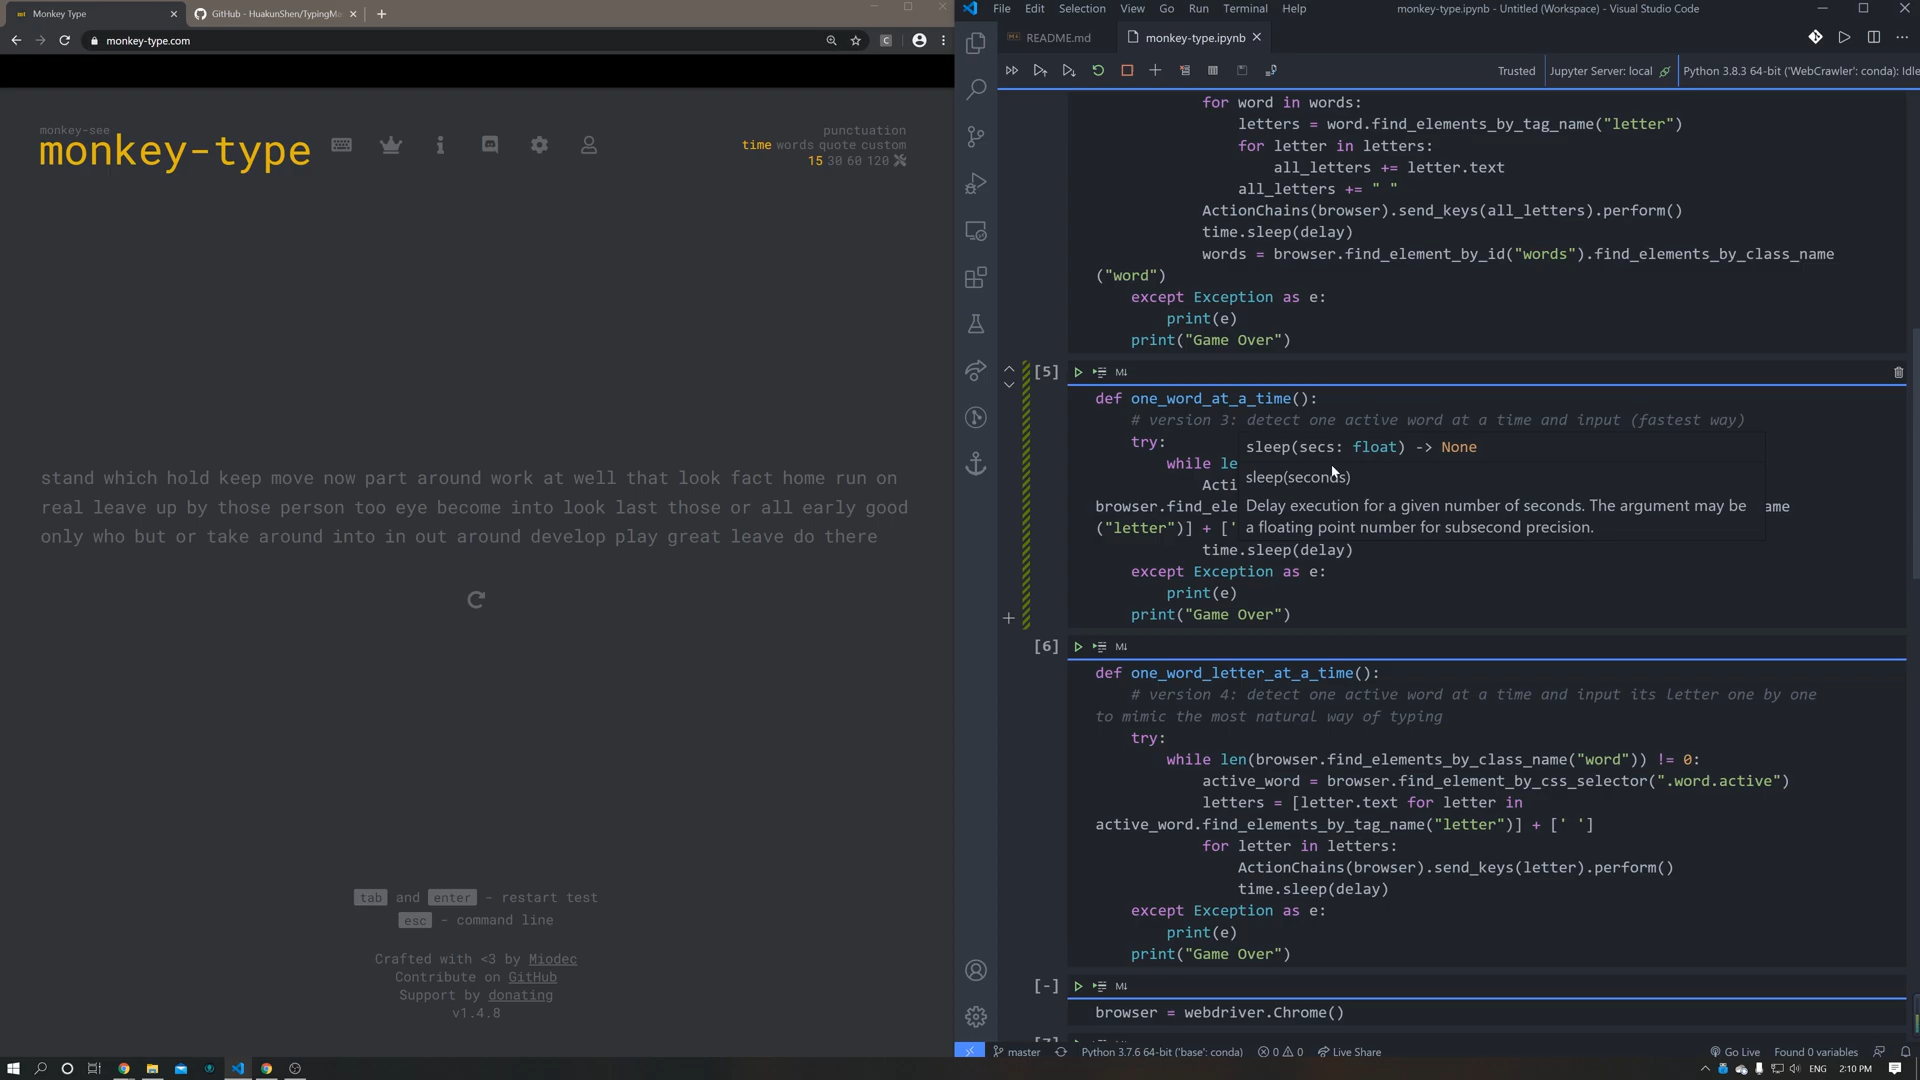 Monkey Type
GitHub - HuakunShen/TypingMa
monkey-type.com
monkey-see
monkey-type
punctuation
time words quote custom
15 30 60 120
stand which hold keep move now part around work at well that look fact home run on
real leave up by those person too eye become into look last those or all early good
only who but or take around into in out around develop play great leave do there
tab and enter - restart test
esc - command line
Crafted with <3 by Miodec
Contribute on GitHub
Support by donating
v1.4.8
File Edit Selection View Go Run Terminal Help
monkey-type.ipynb - Untitled (Workspace) - Visual Studio Code
README.md
monkey-type.ipynb
Trusted
Jupyter Server: local
Python 3.8.3 64-bit ('WebCrawler': conda): Idle
for word in words:
letters = word.find_elements_by_tag_name("letter")
for letter in letters:
all_letters += letter.text
all_letters += " "
ActionChains(browser).send_keys(all_letters).perform()
time.sleep(delay)
words = browser.find_element_by_id("words").find_elements_by_class_name
("word")
except Exception as e:
print(e)
print("Game Over")
[5]
M↓
def one_word_at_a_time():
# version 3: detect one active word at a time and input (fastest way)
try:
sleep(secs: float) -> None
while le
sleep(seconds)
Acti
browser.find_ele
Delay execution for a given number of seconds. The argument may be
ame
("letter")] + ['
a floating point number for subsecond precision.
time.sleep(delay)
except Exception as e:
print(e)
print("Game Over")
[6]
M↓
def one_word_letter_at_a_time():
# version 4: detect one active word at a time and input its letter one by one
to mimic the most natural way of typing
try:
while len(browser.find_elements_by_class_name("word")) != 0:
active_word = browser.find_element_by_css_selector(".word.active")
letters = [letter.text for letter in
active_word.find_elements_by_tag_name("letter")] + [' ']
for letter in letters:
ActionChains(browser).send_keys(letter).perform()
time.sleep(delay)
except Exception as e:
print(e)
print("Game Over")
[-]
M↓
browser = webdriver.Chrome()
master
Python 3.7.6 64-bit ('base': conda)
0 0
Live Share
Go Live
Found 0 variables
ENG
2:10 PM